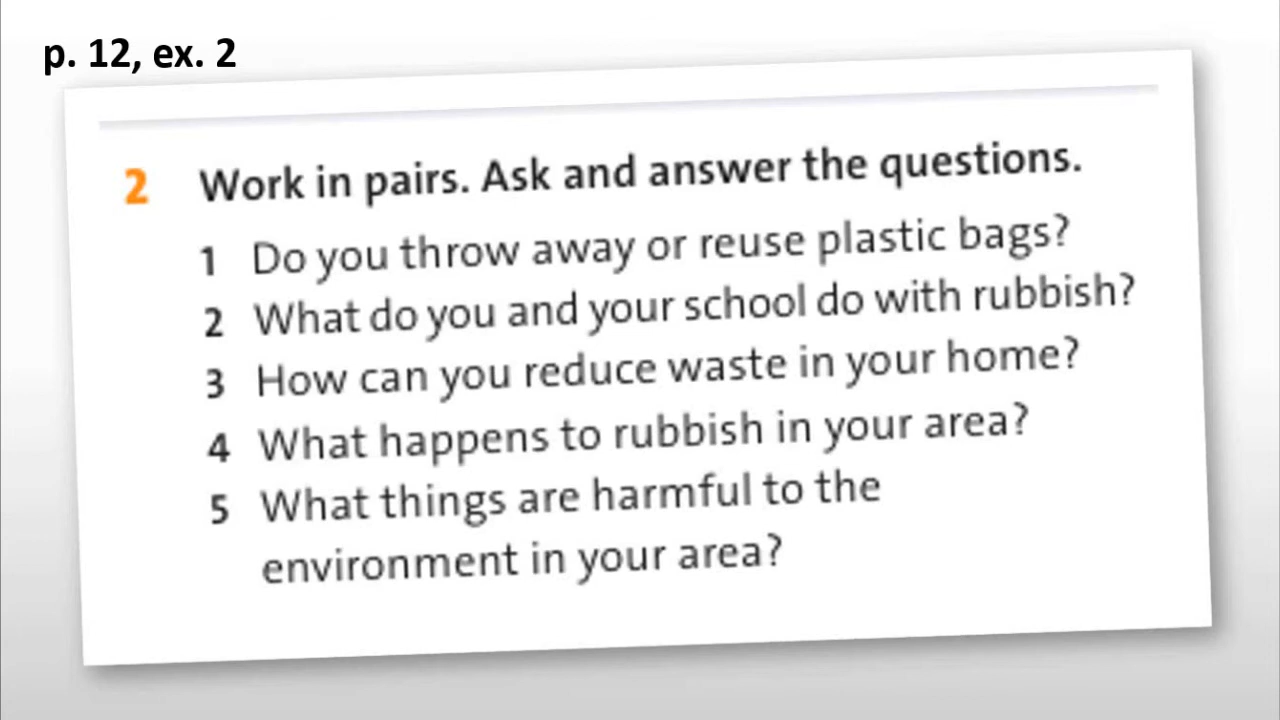 p. 12, ex. 2
2 Work in pairs. Ask and answer the questions.
1 Do you throw away or reuse plastic bags?
2 What do you and your school do with rubbish?
3 How can you reduce waste in your home?
4 What happens to rubbish in your area?
5 What things are harmful to the
environment in your area?